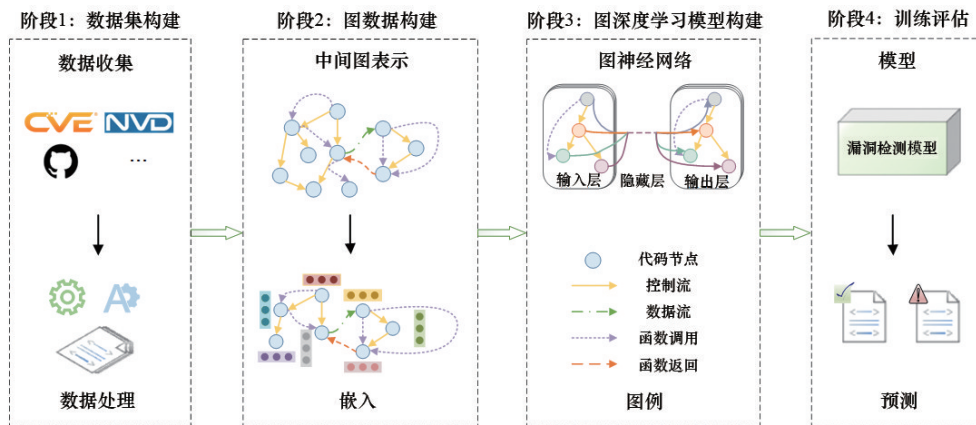 阶段1：数据集构建
阶段2：图数据构建
阶段3：图深度学习模型构建
阶段4：训练评估
数据收集
CVE NVD
...
数据处理
中间图表示
嵌入
图神经网络
输入层
隐藏层
输出层
代码节点
控制流
数据流
函数调用
函数返回
图例
模型
漏洞检测模型
预测